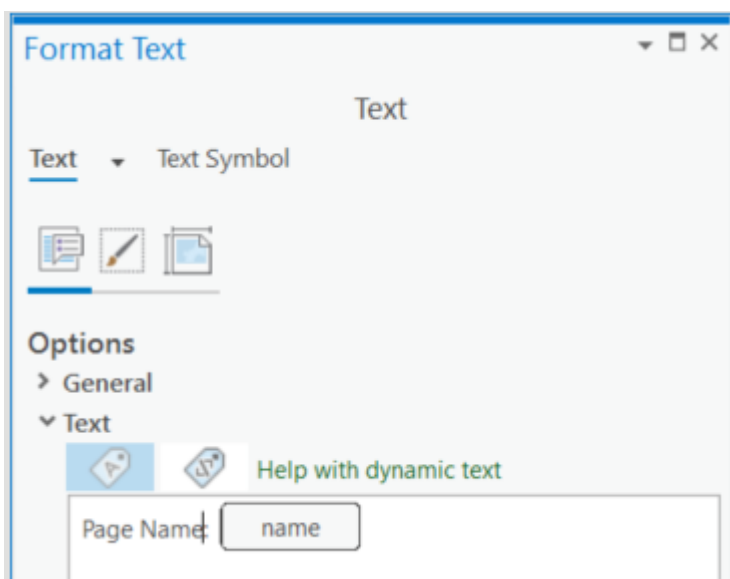 Format Text
Text
Text Text Symbol
Options
General
Text
Help with dynamic text
Page Name: name